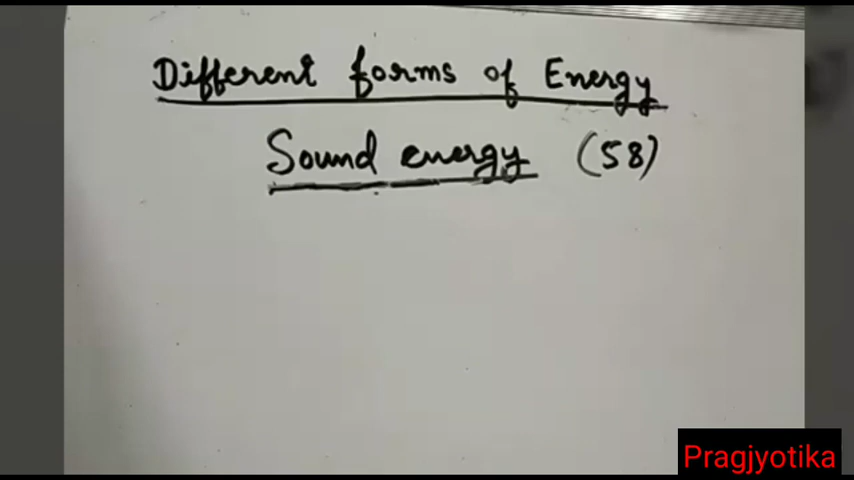 Different forms of Energy
Sound energy (58)
Pragjyotika